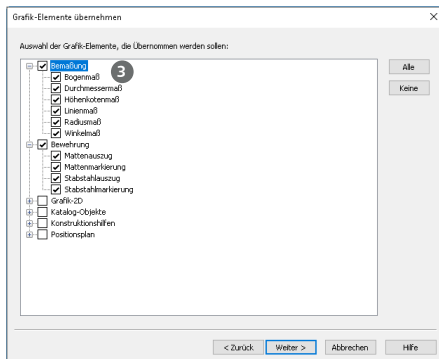 Grafik-Elemente übernehmen
Auswahl der Grafik-Elemente, die Übernommen werden sollen:
Bemaßung
3
Bogenmaß
Durchmessermaß
Höhenkotenmaß
Linienmaß
Radiusmaß
Winkelmaß
Bewehrung
Mattenauszug
Mattenmarkierung
Stabstahlauszug
Stabstahlmarkierung
Grafik-2D
Katalog-Objekte
Konstruktionshilfen
Positionsplan
Alle
Keine
< Zurück
Weiter >
Abbrechen
Hilfe